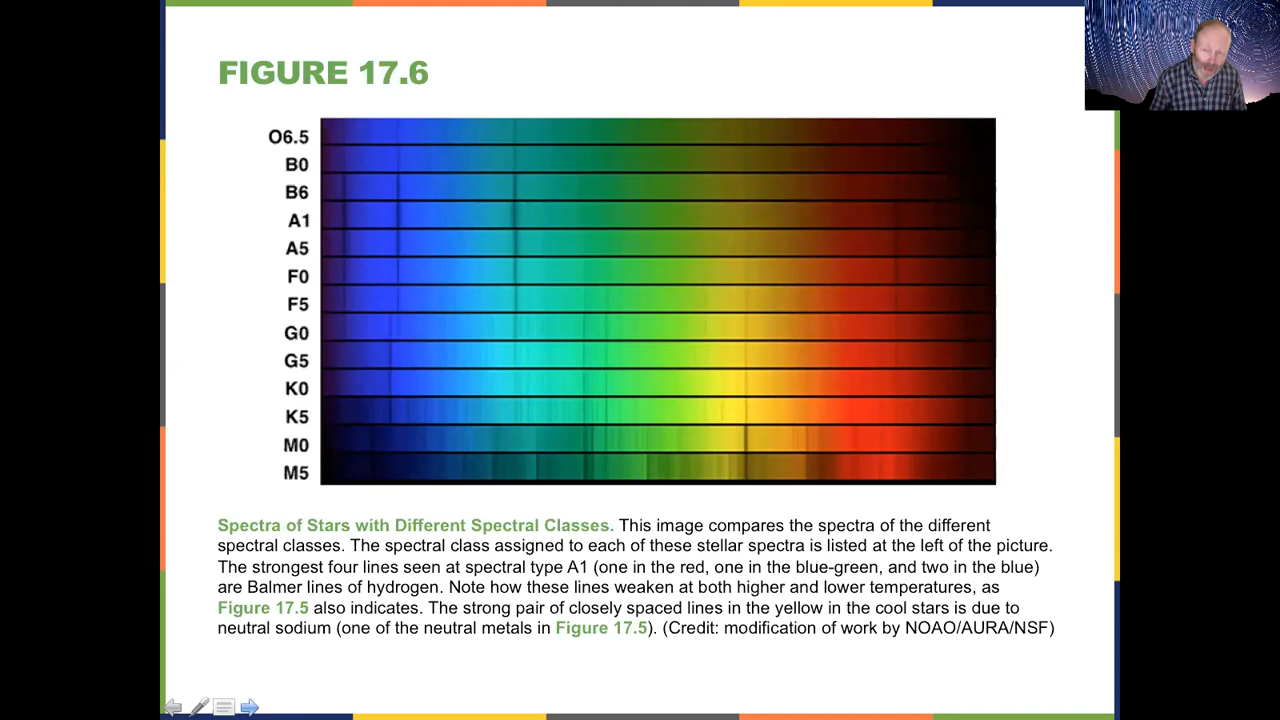 FIGURE 17.6
O6.5
B0
B6
A1
A5
F0
F5
G0
G5
K0
K5
M0
M5
Spectra of Stars with Different Spectral Classes. This image compares the spectra of the different
spectral classes. The spectral class assigned to each of these stellar spectra is listed at the left of the picture.
The strongest four lines seen at spectral type A1 (one in the red, one in the blue-green, and two in the blue)
are Balmer lines of hydrogen. Note how these lines weaken at both higher and lower temperatures, as
Figure 17.5 also indicates. The strong pair of closely spaced lines in the yellow in the cool stars is due to
neutral sodium (one of the neutral metals in Figure 17.5). (Credit: modification of work by NOAO/AURA/NSF)